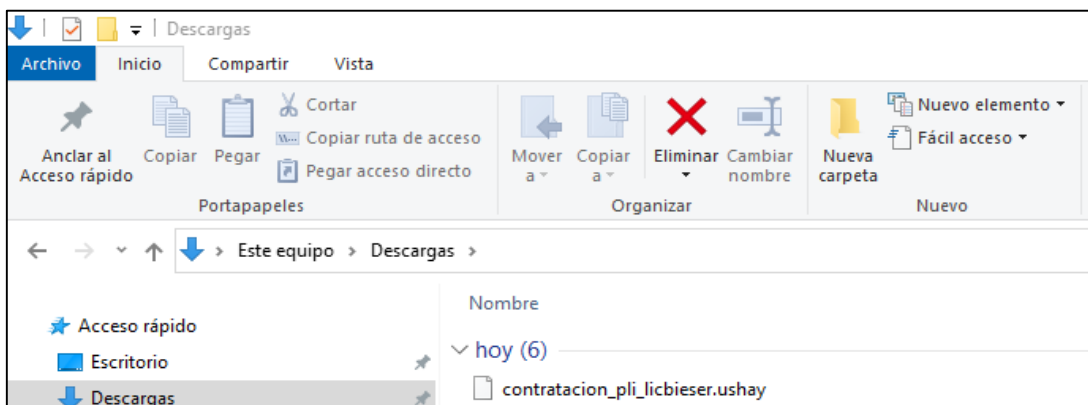 Descargas
Archivo Inicio Compartir Vista
Anclar al Acceso rápido
Copiar
Pegar
Cortar
Copiar ruta de acceso
Pegar acceso directo
Portapapeles
Mover a
Copiar a
Eliminar
Cambiar nombre
Organizar
Nueva carpeta
Nuevo elemento
Fácil acceso
Nuevo
Este equipo > Descargas >
Nombre
Acceso rápido
Escritorio
Descargas
hoy (6)
contratacion_pli_licbieser.ushay